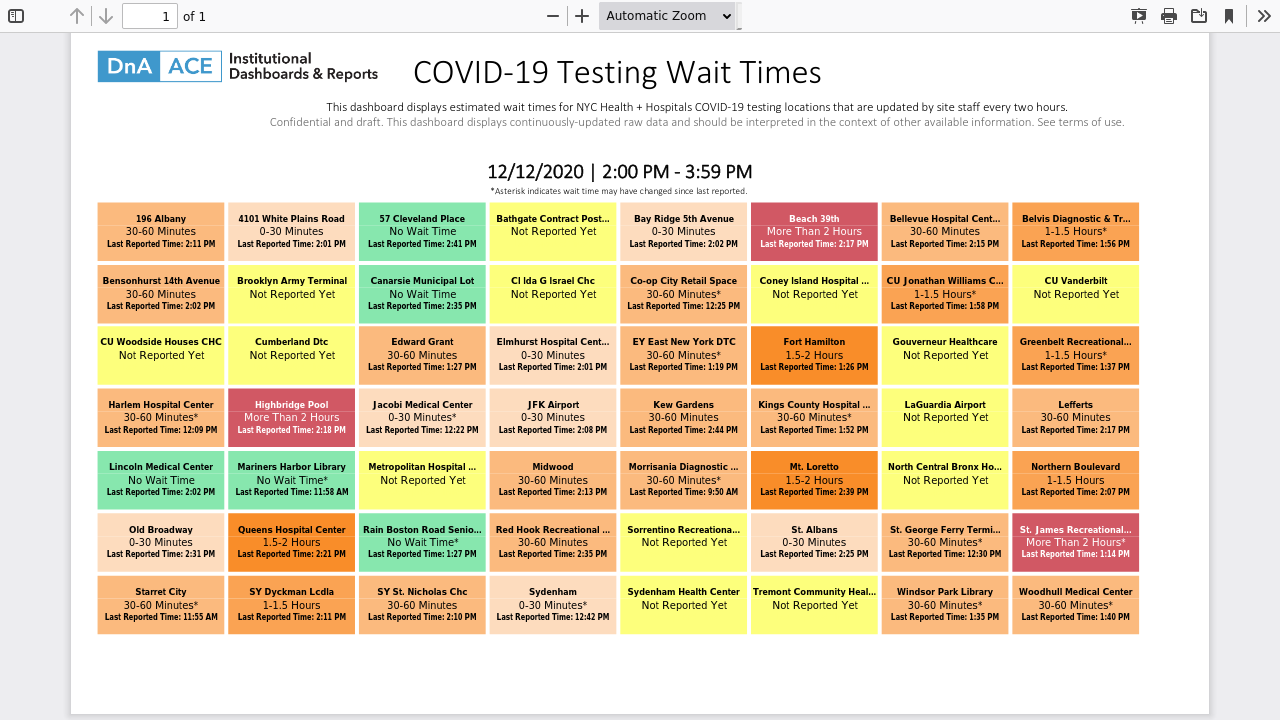 1 of 1 Automatic Zoom
DnA ACE Institutional
Dashboards & Reports
COVID-19 Testing Wait Times
This dashboard displays estimated wait times for NYC Health + Hospitals COVID-19 testing locations that are updated by site staff every two hours.
Confidential and draft. This dashboard displays continuously-updated raw data and should be interpreted in the context of other available information. See terms of use.
12/12/2020 | 2:00 PM - 3:59 PM
*Asterisk indicates wait time may have changed since last reported.
196 Albany
30-60 Minutes
Last Reported Time: 2:11 PM
4101 White Plains Road
0-30 Minutes
Last Reported Time: 2:01 PM
57 Cleveland Place
No Wait Time
Last Reported Time: 2:41 PM
Bathgate Contract Post...
Not Reported Yet
Bay Ridge 5th Avenue
0-30 Minutes
Last Reported Time: 2:02 PM
Beach 39th
More Than 2 Hours
Last Reported Time: 2:17 PM
Bellevue Hospital Cent...
30-60 Minutes
Last Reported Time: 2:15 PM
Belvis Diagnostic & Tr...
1-1.5 Hours*
Last Reported Time: 1:56 PM
Bensonhurst 14th Avenue
30-60 Minutes
Last Reported Time: 2:02 PM
Brooklyn Army Terminal
Not Reported Yet
Canarsie Municipal Lot
No Wait Time
Last Reported Time: 2:35 PM
CI Ida G Israel Chc
Not Reported Yet
Co-op City Retail Space
30-60 Minutes*
Last Reported Time: 12:25 PM
Coney Island Hospital ...
Not Reported Yet
CU Jonathan Williams C...
1-1.5 Hours*
Last Reported Time: 1:58 PM
CU Vanderbilt
Not Reported Yet
CU Woodside Houses CHC
Not Reported Yet
Cumberland Dtc
Not Reported Yet
Edward Grant
30-60 Minutes
Last Reported Time: 1:27 PM
Elmhurst Hospital Cent...
0-30 Minutes
Last Reported Time: 2:01 PM
EY East New York DTC
30-60 Minutes*
Last Reported Time: 1:19 PM
Fort Hamilton
1.5-2 Hours
Last Reported Time: 1:26 PM
Gouverneur Healthcare
Not Reported Yet
Greenbelt Recreational...
1-1.5 Hours*
Last Reported Time: 1:37 PM
Harlem Hospital Center
30-60 Minutes*
Last Reported Time: 12:09 PM
Highbridge Pool
More Than 2 Hours
Last Reported Time: 2:18 PM
Jacobi Medical Center
0-30 Minutes*
Last Reported Time: 12:22 PM
JFK Airport
0-30 Minutes
Last Reported Time: 2:08 PM
Kew Gardens
30-60 Minutes
Last Reported Time: 2:44 PM
Kings County Hospital ...
30-60 Minutes*
Last Reported Time: 1:52 PM
LaGuardia Airport
Not Reported Yet
Lefferts
30-60 Minutes
Last Reported Time: 2:17 PM
Lincoln Medical Center
No Wait Time
Last Reported Time: 2:02 PM
Mariners Harbor Library
No Wait Time*
Last Reported Time: 11:58 AM
Metropolitan Hospital ...
Not Reported Yet
Midwood
30-60 Minutes
Last Reported Time: 2:13 PM
Morrisania Diagnostic ...
30-60 Minutes*
Last Reported Time: 9:50 AM
Mt. Loretto
1.5-2 Hours
Last Reported Time: 2:39 PM
North Central Bronx Ho...
Not Reported Yet
Northern Boulevard
1-1.5 Hours
Last Reported Time: 2:07 PM
Old Broadway
0-30 Minutes
Last Reported Time: 2:31 PM
Queens Hospital Center
1.5-2 Hours
Last Reported Time: 2:21 PM
Rain Boston Road Senio...
No Wait Time*
Last Reported Time: 1:27 PM
Red Hook Recreational ...
30-60 Minutes
Last Reported Time: 2:35 PM
Sorrentino Recreationa...
Not Reported Yet
St. Albans
0-30 Minutes
Last Reported Time: 2:25 PM
St. George Ferry Termi...
30-60 Minutes*
Last Reported Time: 12:30 PM
St. James Recreational...
More Than 2 Hours*
Last Reported Time: 1:14 PM
Starret City
30-60 Minutes*
Last Reported Time: 11:55 AM
SY Dyckman Lcdla
1-1.5 Hours
Last Reported Time: 2:11 PM
SY St. Nicholas Chc
30-60 Minutes
Last Reported Time: 2:10 PM
Sydenham
0-30 Minutes*
Last Reported Time: 12:42 PM
Sydenham Health Center
Not Reported Yet
Tremont Community Heal...
Not Reported Yet
Windsor Park Library
30-60 Minutes*
Last Reported Time: 1:35 PM
Woodhull Medical Center
30-60 Minutes*
Last Reported Time: 1:40 PM